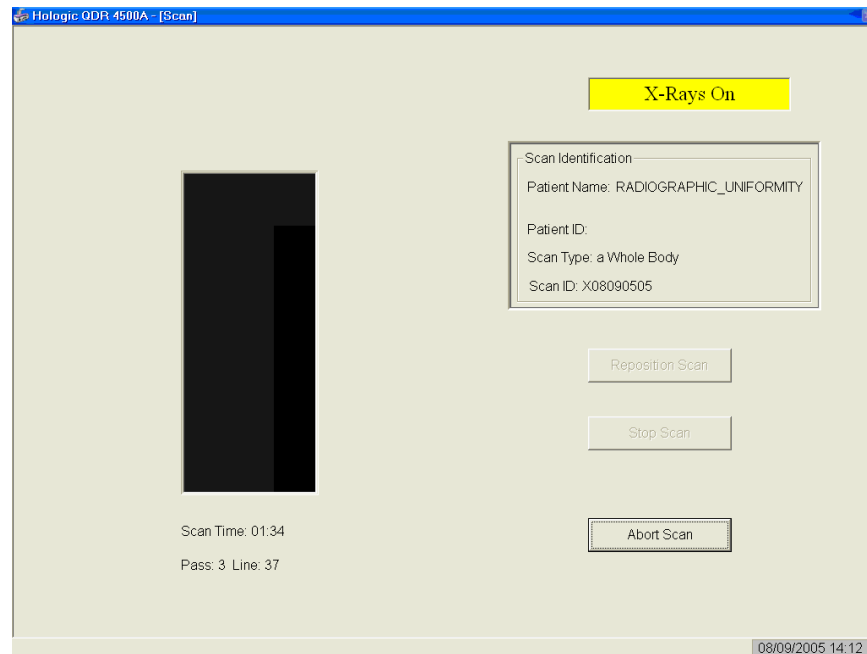 Hologic QDR 4500A - [Scan]
X-Rays On
Scan Identification
Patient Name: RADIOGRAPHIC_UNIFORMITY
Patient ID:
Scan Type: a Whole Body
Scan ID: X08090505
Reposition Scan
Stop Scan
Abort Scan
Scan Time: 01:34
Pass: 3 Line: 37
08/09/2005 14:12